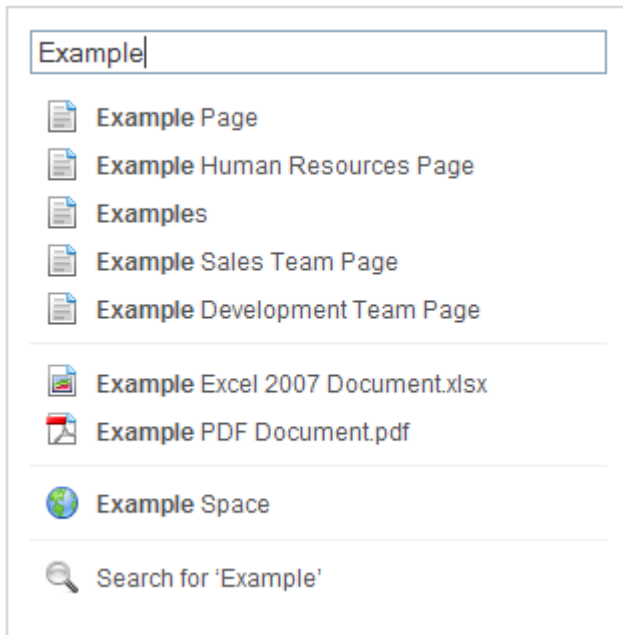 Example
Example Page
Example Human Resources Page
Examples
Example Sales Team Page
Example Development Team Page
Example Excel 2007 Document.xlsx
Example PDF Document.pdf
Example Space
Search for ‘Example’